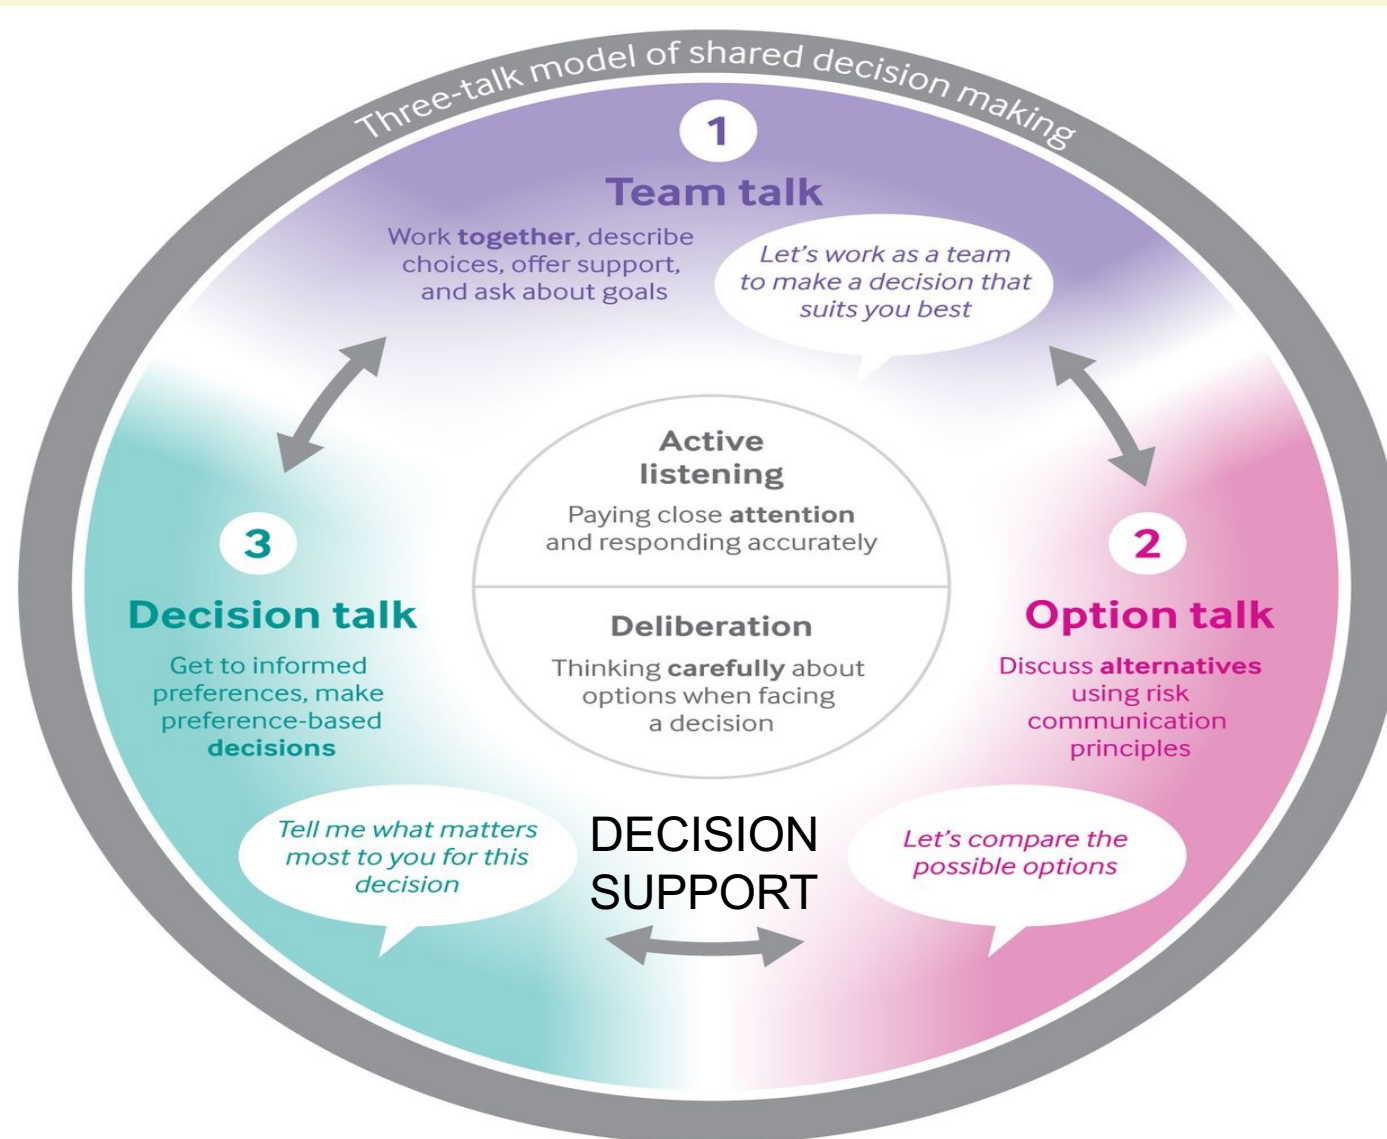 Three-talk model of shared decision making
1
Team talk
Work together, describe
choices, offer support,
and ask about goals
Let's work as a team
to make a decision that
suits you best
Active
listening
Paying close attention
and responding accurately
Deliberation
Thinking carefully about
options when facing
a decision
2
Option talk
Discuss alternatives
using risk
communication
principles
Let's compare the
possible options
3
Decision talk
Get to informed
preferences, make
preference-based
decisions
Tell me what matters
most to you for this
decision
DECISION
SUPPORT